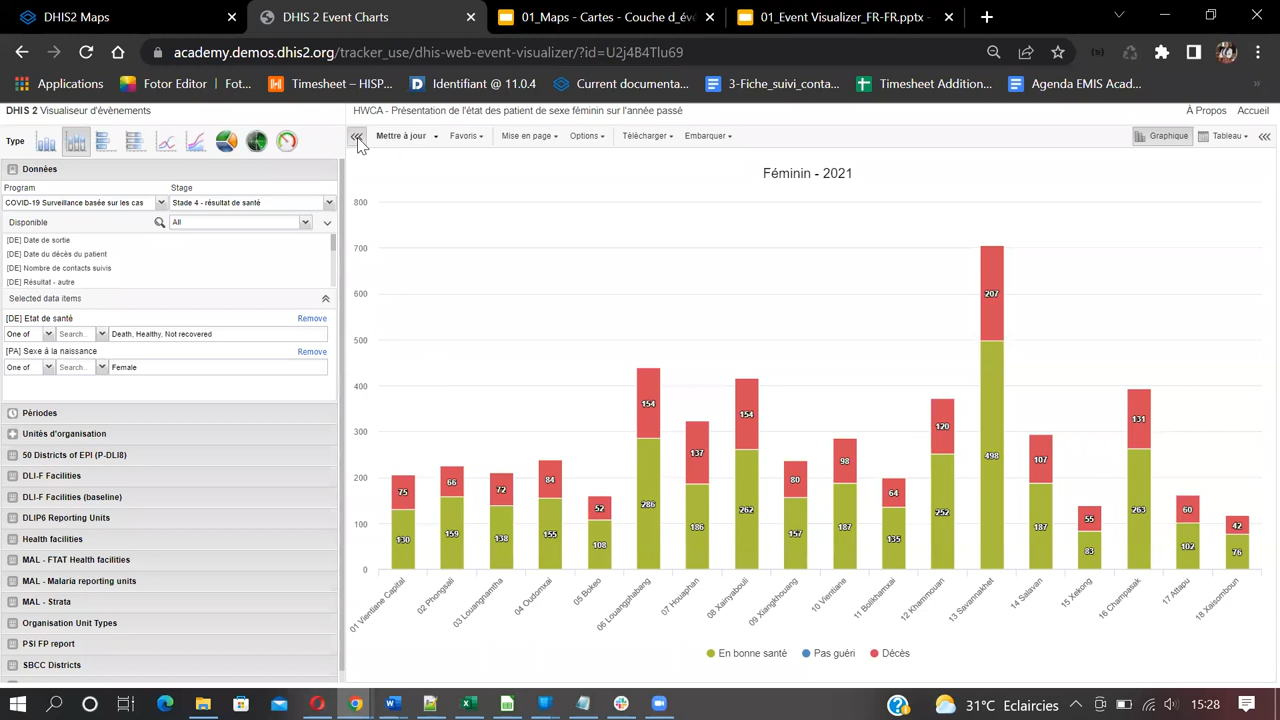 DHIS2 Maps
DHIS 2 Event Charts
01_Maps - Cartes - Couche d_év
01_Event Visualizer_FR-FR.pptx -
academy.demos.dhis2.org/tracker_use/dhis-web-event-visualizer/?id=U2j4B4Tlu69
Applications
Fotor Editor | Fot...
Timesheet – HISP...
Identifiant @ 11.0.4
Current documenta...
3-Fiche_suivi_conta...
Timesheet Addition...
Agenda EMIS Acad...
DHIS 2 Visualiseur d'évènements
HWCA - Présentation de l'état des patient de sexe féminin sur l'année passé
À Propos
Accueil
Type
Mettre à jour
Favoris
Mise en page
Options
Télécharger
Embarquer
Graphique
Tableau
Données
Program
Stage
COVID-19 Surveillance basée sur les cas
Stade 4 - résultat de santé
Disponible
All
[DE] Date de sortie
[DE] Date du décès du patient
[DE] Nombre de contacts suivis
[DE] Résultat - autre
Selected data items
[DE] Etat de santé
Remove
One of
Search...
Death, Healthy, Not recovered
[PA] Sexe à la naissance
Remove
One of
Search...
Female
Périodes
Unités d'organisation
50 Districts of EPI (P-DLI8)
DLI-F Facilities
DLI-F Facilities (baseline)
DLIP6 Reporting Units
Health facilities
MAL - FTAT Health facilities
MAL - Malaria reporting units
MAL - Strata
Organisation Unit Types
PSI FP report
SBCC Districts
Féminin - 2021
800
700
600
500
400
300
200
100
0
75
130
66
159
72
138
84
155
52
108
154
286
137
186
154
262
80
157
98
187
64
135
120
252
207
498
107
187
55
83
131
263
60
102
42
76
01 Vientiane Capital
02 Phongsali
03 Louangnamtha
04 Oudomxai
05 Bokeo
06 Louangphabang
07 Houaphan
08 Xainyabouli
09 Xiangkhouang
10 Vientiane
11 Bolikhamxai
12 Khammouan
13 Savannakhet
14 Salavan
15 Xekong
16 Champasak
17 Attapu
18 Xaisomboun
En bonne santé
Pas guéri
Décès
31°C Eclaircies
15:28